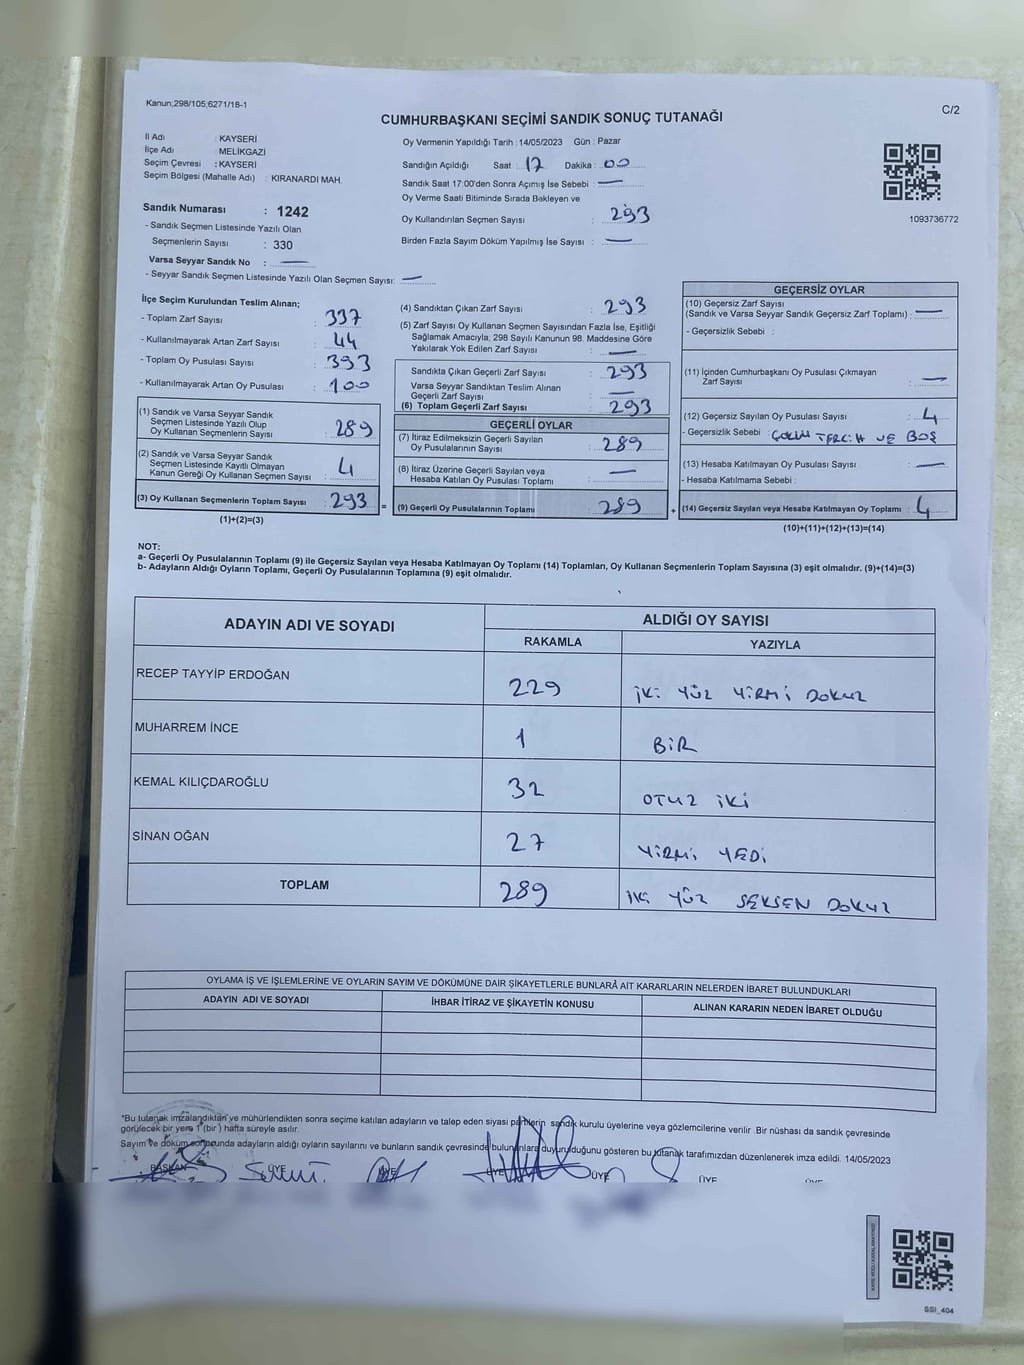 Kanun;298/105;6271/18-1
C/2
CUMHURBAŞKANI SEÇİMİ SANDIK SONUÇ TUTANAĞI
İl Adı : KAYSERİ
İlçe Adı : MELİKGAZİ
Seçim Çevresi : KAYSERİ
Seçim Bölgesi (Mahalle Adı) : KIRANARDI MAH.
Sandık Numarası : 1242
- Sandık Seçmen Listesinde Yazılı Olan
Seçmenlerin Sayısı : 330
Varsa Seyyar Sandık No : —
- Seyyar Sandık Seçmen Listesinde Yazılı Olan Seçmen Sayısı: —
Oy Vermenin Yapıldığı Tarih : 14/05/2023 Gün : Pazar
Sandığın Açıldığı Saat : 17 Dakika : 00
Sandık Saat 17:00'den Sonra Açımış İse Sebebi : —
Oy Verme Saati Bitiminde Sırada Bekleyen ve
Oy Kullandırılan Seçmen Sayısı : 293
Birden Fazla Sayım Döküm Yapılmış İse Sayısı : —
1093736772
İlçe Seçim Kurulundan Teslim Alınan;
- Toplam Zarf Sayısı : 337
- Kullanılmayarak Artan Zarf Sayısı : 44
- Toplam Oy Pusulası Sayısı : 393
- Kullanılmayarak Artan Oy Pusulası : 100
(1) Sandık ve Varsa Seyyar Sandık
Seçmen Listesinde Yazılı Olup
Oy Kullanan Seçmenlerin Sayısı : 289
(2) Sandık ve Varsa Seyyar Sandık
Seçmen Listesinde Kayıtlı Olmayan
Kanun Gereği Oy Kullanan Seçmen Sayısı : 4
(3) Oy Kullanan Seçmenlerin Toplam Sayısı : 293
(1)+(2)=(3)
(4) Sandıktan Çıkan Zarf Sayısı : 293
(5) Zarf Sayısı Oy Kullanan Seçmen Sayısından Fazla İse, Eşitliği
Sağlamak Amacıyla; 298 Sayılı Kanunun 98. Maddesine Göre
Yakılarak Yok Edilen Zarf Sayısı : —
Sandıkta Çıkan Geçerli Zarf Sayısı : 293
Varsa Seyyar Sandıktan Teslim Alınan
Geçerli Zarf Sayısı : —
(6) Toplam Geçerli Zarf Sayısı : 293
GEÇERLİ OYLAR
(7) İtiraz Edilmeksizin Geçerli Sayılan
Oy Pusulalarının Sayısı : 289
(8) İtiraz Üzerine Geçerli Sayılan veya
Hesaba Katılan Oy Pusulası Toplamı : —
= (9) Geçerli Oy Pusulalarının Toplamı : 289
GEÇERSİZ OYLAR
(10) Geçersiz Zarf Sayısı
(Sandık ve Varsa Seyyar Sandık Geçersiz Zarf Toplamı) : —
- Geçersizlik Sebebi :
(11) İçinden Cumhurbaşkanı Oy Pusulası Çıkmayan
Zarf Sayısı : —
(12) Geçersiz Sayılan Oy Pusulası Sayısı : 4
- Geçersizlik Sebebi : ÇOKLU TERCİH VE BOŞ
(13) Hesaba Katılmayan Oy Pusulası Sayısı : —
- Hesaba Katılmama Sebebi :
+ (14) Geçersiz Sayılan veya Hesaba Katılmayan Oy Toplamı : 4
(10)+(11)+(12)+(13)=(14)
NOT:
a- Geçerli Oy Pusulalarının Toplamı (9) ile Geçersiz Sayılan veya Hesaba Katılmayan Oy Toplamı (14) Toplamları, Oy Kullanan Seçmenlerin Toplam Sayısına (3) eşit olmalıdır. (9)+(14)=(3)
b- Adayların Aldığı Oyların Toplamı, Geçerli Oy Pusulalarının Toplamına (9) eşit olmalıdır.
ADAYIN ADI VE SOYADI
ALDIĞI OY SAYISI
RAKAMLA YAZIYLA
RECEP TAYYİP ERDOĞAN 229 İKİ YÜZ YİRMİ DOKUZ
MUHARREM İNCE 1 BİR
KEMAL KILIÇDAROĞLU 32 OTUZ İKİ
SİNAN OĞAN 27 YİRMİ YEDİ
TOPLAM 289 İKİ YÜZ SEKSEN DOKUZ
OYLAMA İŞ VE İŞLEMLERİNE VE OYLARIN SAYIM VE DÖKÜMÜNE DAİR ŞİKAYETLERLE BUNLARA AİT KARARLARIN NELERDEN İBARET BULUNDUKLARI
ADAYIN ADI VE SOYADI İHBAR İTİRAZ VE ŞİKAYETİN KONUSU ALINAN KARARIN NEDEN İBARET OLDUĞU
*Bu tutanak imzalandıktan ve mühürlendikten sonra seçime katılan adayların ve talep eden siyasi partilerin sandık kurulu üyelerine veya gözlemcilerine verilir. Bir nüshası da sandık çevresinde
görülecek bir yere 1 (bir) hafta süreyle asılır.
Sayım ve döküm sonucunda adayların aldığı oyların sayılarını ve bunların sandık çevresinde bulunanlara duyurulduğunu gösteren bu tutanak tarafımızdan düzenlenerek imza edildi. 14/05/2023
BAŞKAN ÜYE ÜYE ÜYE ÜYE ÜYE ÜYE
SSI_404